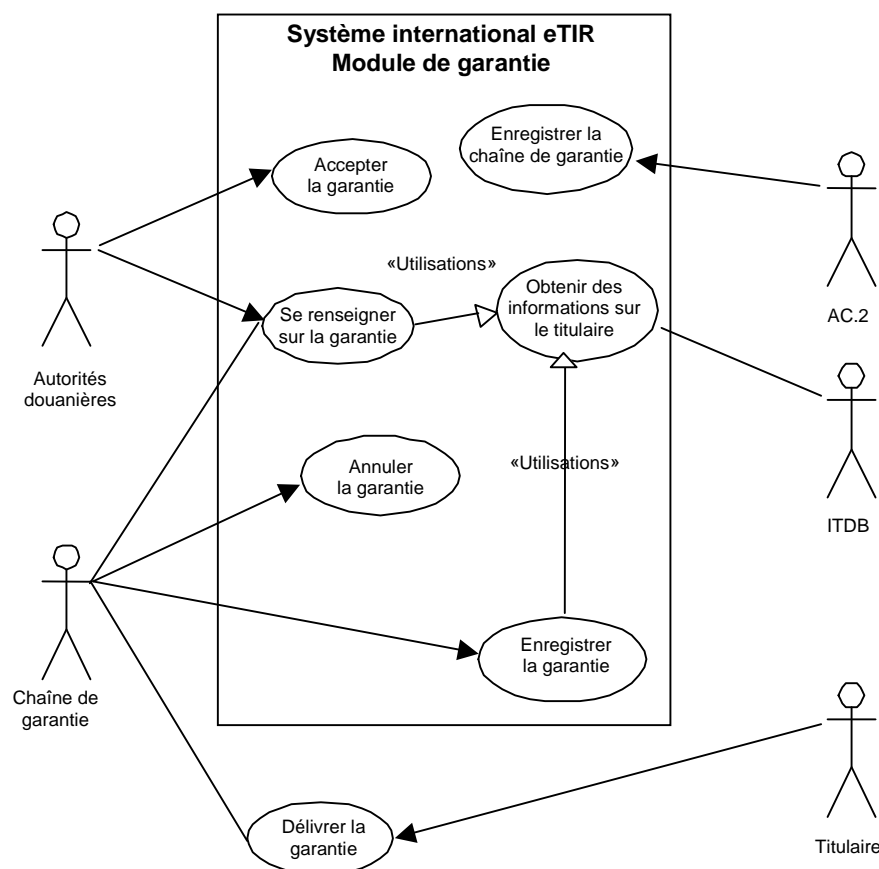 Système international eTIR
Module de garantie
Enregistrer la
chaîne de garantie
Accepter
la garantie
«Utilisations»
Obtenir des
informations sur
le titulaire
Se renseigner
sur la garantie
AC.2
Autorités
douanières
Annuler
la garantie
«Utilisations»
ITDB
Enregistrer
la garantie
Chaîne de
garantie
Délivrer la
garantie
Titulaire